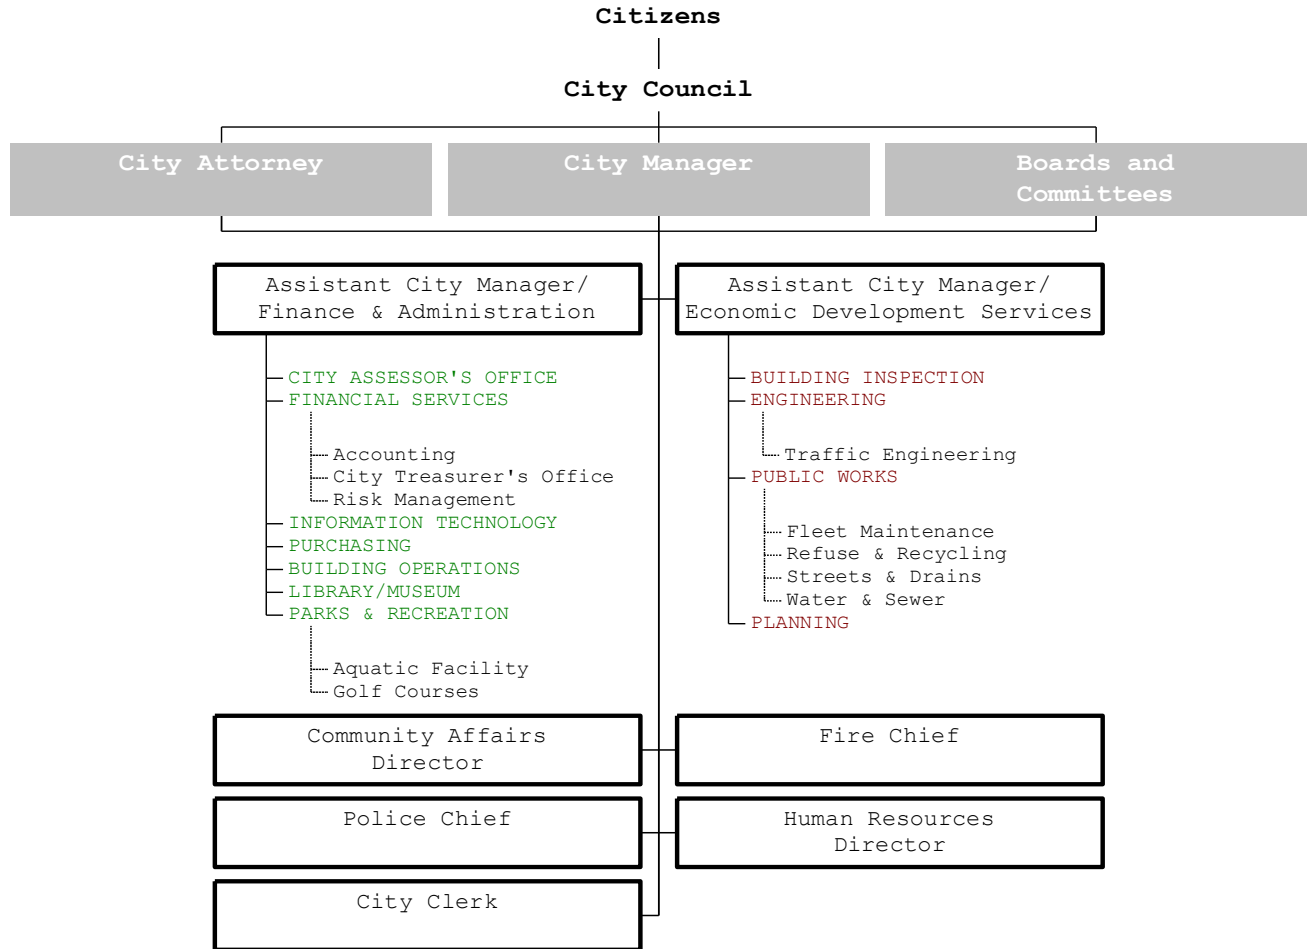 Citizens
City Council
City Attorney
City Manager
Boards and
Committees
Assistant City Manager/
Finance & Administration
Assistant City Manager/
Economic Development Services
CITY ASSESSOR'S OFFICE
FINANCIAL SERVICES
Accounting
City Treasurer's Office
Risk Management
INFORMATION TECHNOLOGY
PURCHASING
BUILDING OPERATIONS
LIBRARY/MUSEUM
PARKS & RECREATION
Aquatic Facility
Golf Courses
BUILDING INSPECTION
ENGINEERING
Traffic Engineering
PUBLIC WORKS
Fleet Maintenance
Refuse & Recycling
Streets & Drains
Water & Sewer
PLANNING
Community Affairs
Director
Fire Chief
Police Chief
Human Resources
Director
City Clerk